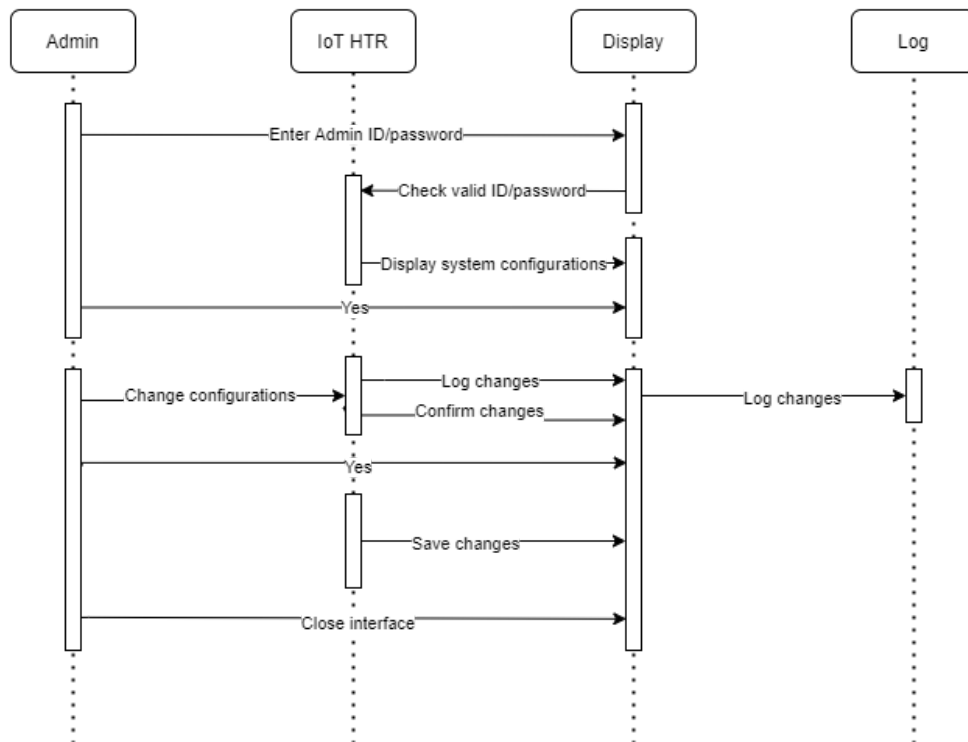 Admin
IoT HTR
Display
Log
Enter Admin ID/password
Check valid ID/password
Display system configurations
Yes
Log changes
Change configurations
Log changes
Confirm changes
Yes
Save changes
Close interface